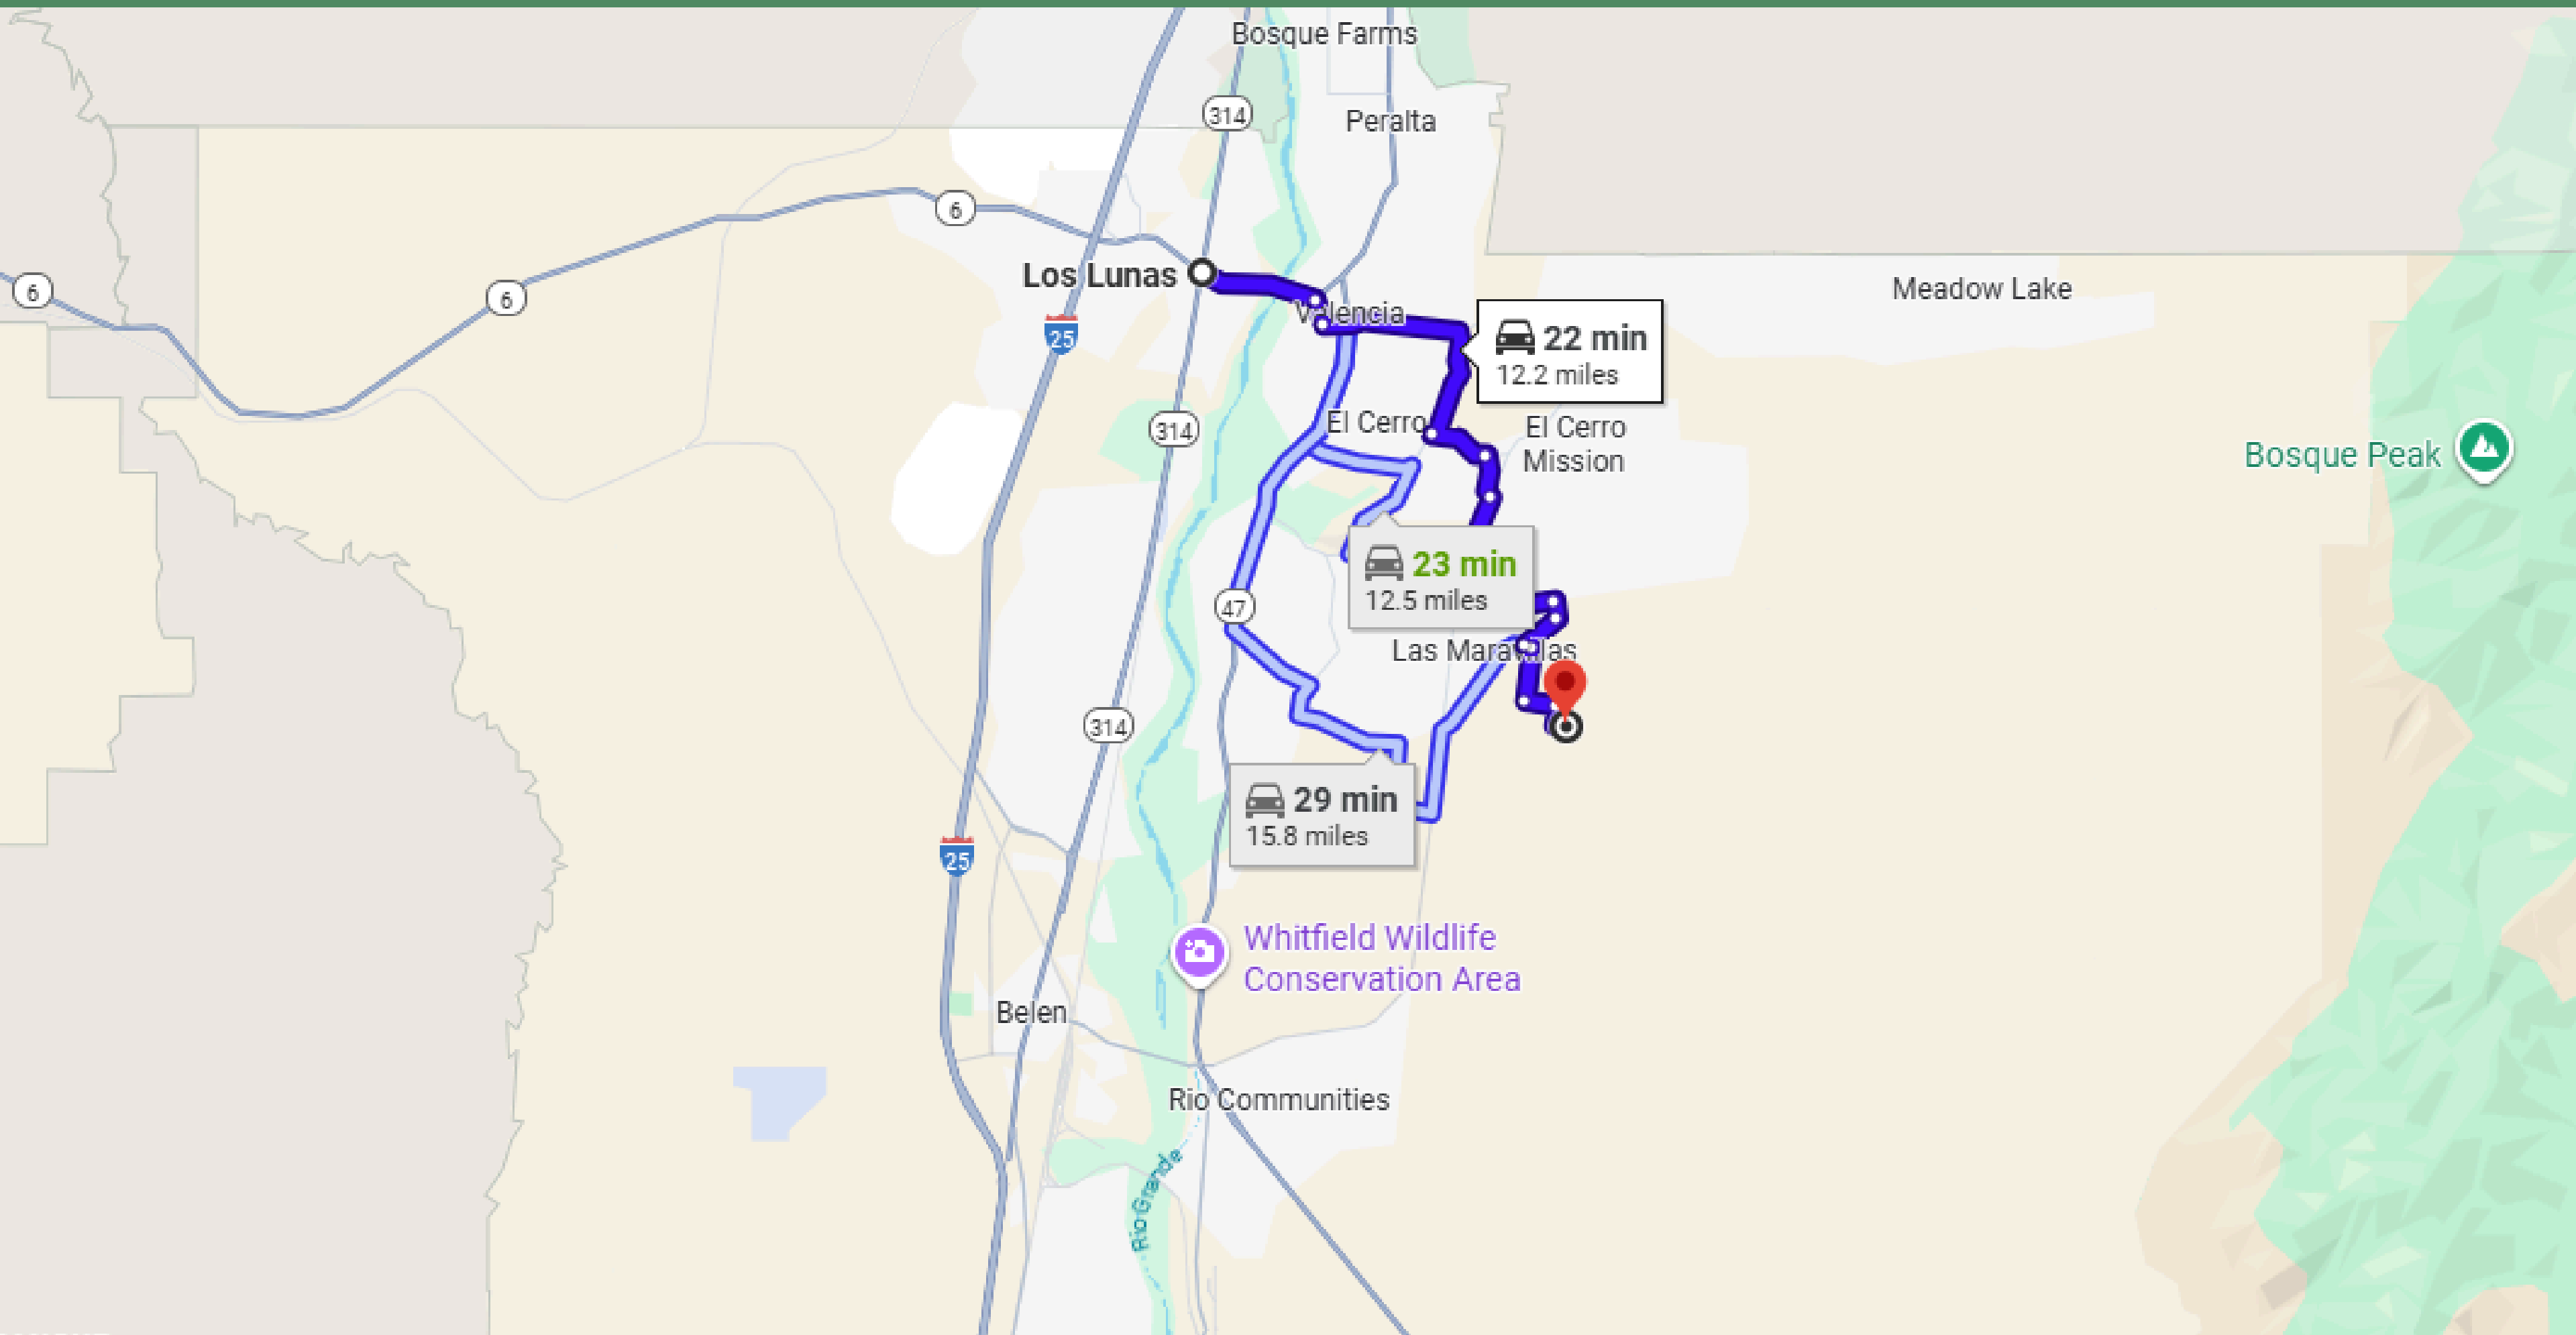 Bosque Farms
314
Peralta
6
Los Lunas
6
6
Meadow Lake
Valencia
25
22 min
12.2 miles
El Cerro
El Cerro
Mission
314
Bosque Peak
23 min
12.5 miles
47
Las Maravillas
314
29 min
15.8 miles
25
Whitfield Wildlife
Conservation Area
Belen
Rio Communities
Rio Grande